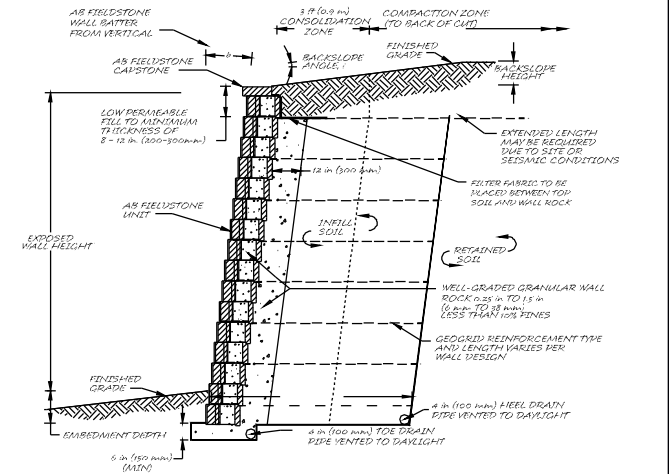 AB FIELDSTONE
WALL BATTER
FROM VERTICAL
3 ft (0.9 m)
CONSOLIDATION
ZONE
COMPACTION ZONE
(TO BACK OF CUT)
AB FIELDSTONE
CAPSTONE
BACKSLOPE
ANGLE, i
FINISHED
GRADE
BACKSLOPE
HEIGHT
LOW PERMEABLE
FILL TO MINIMUM
THICKNESS OF
8 - 12 in. (200-300mm)
EXTENDED LENGTH
MAY BE REQUIRED
DUE TO SITE OR
SEISMIC CONDITIONS
12 in (300 mm)
FILTER FABRIC TO BE
PLACED BETWEEN TOP
SOIL AND WALL ROCK
AB FIELDSTONE
UNIT
INFILL
SOIL
EXPOSED
WALL HEIGHT
RETAINED
SOIL
WELL-GRADED GRANULAR WALL
ROCK 0.25 in TO 1.5 in
(6 mm TO 38 mm)
LESS THAN 10% FINES
GEOGRID REINFORCEMENT TYPE
AND LENGTH VARIES PER
WALL DESIGN
FINISHED
GRADE
4 in (100 mm) HEEL DRAIN
PIPE VENTED TO DAYLIGHT
EMBEDMENT DEPTH
4 in (100 mm) TOE DRAIN
PIPE VENTED TO DAYLIGHT
6 in (150 mm)
(MIN)